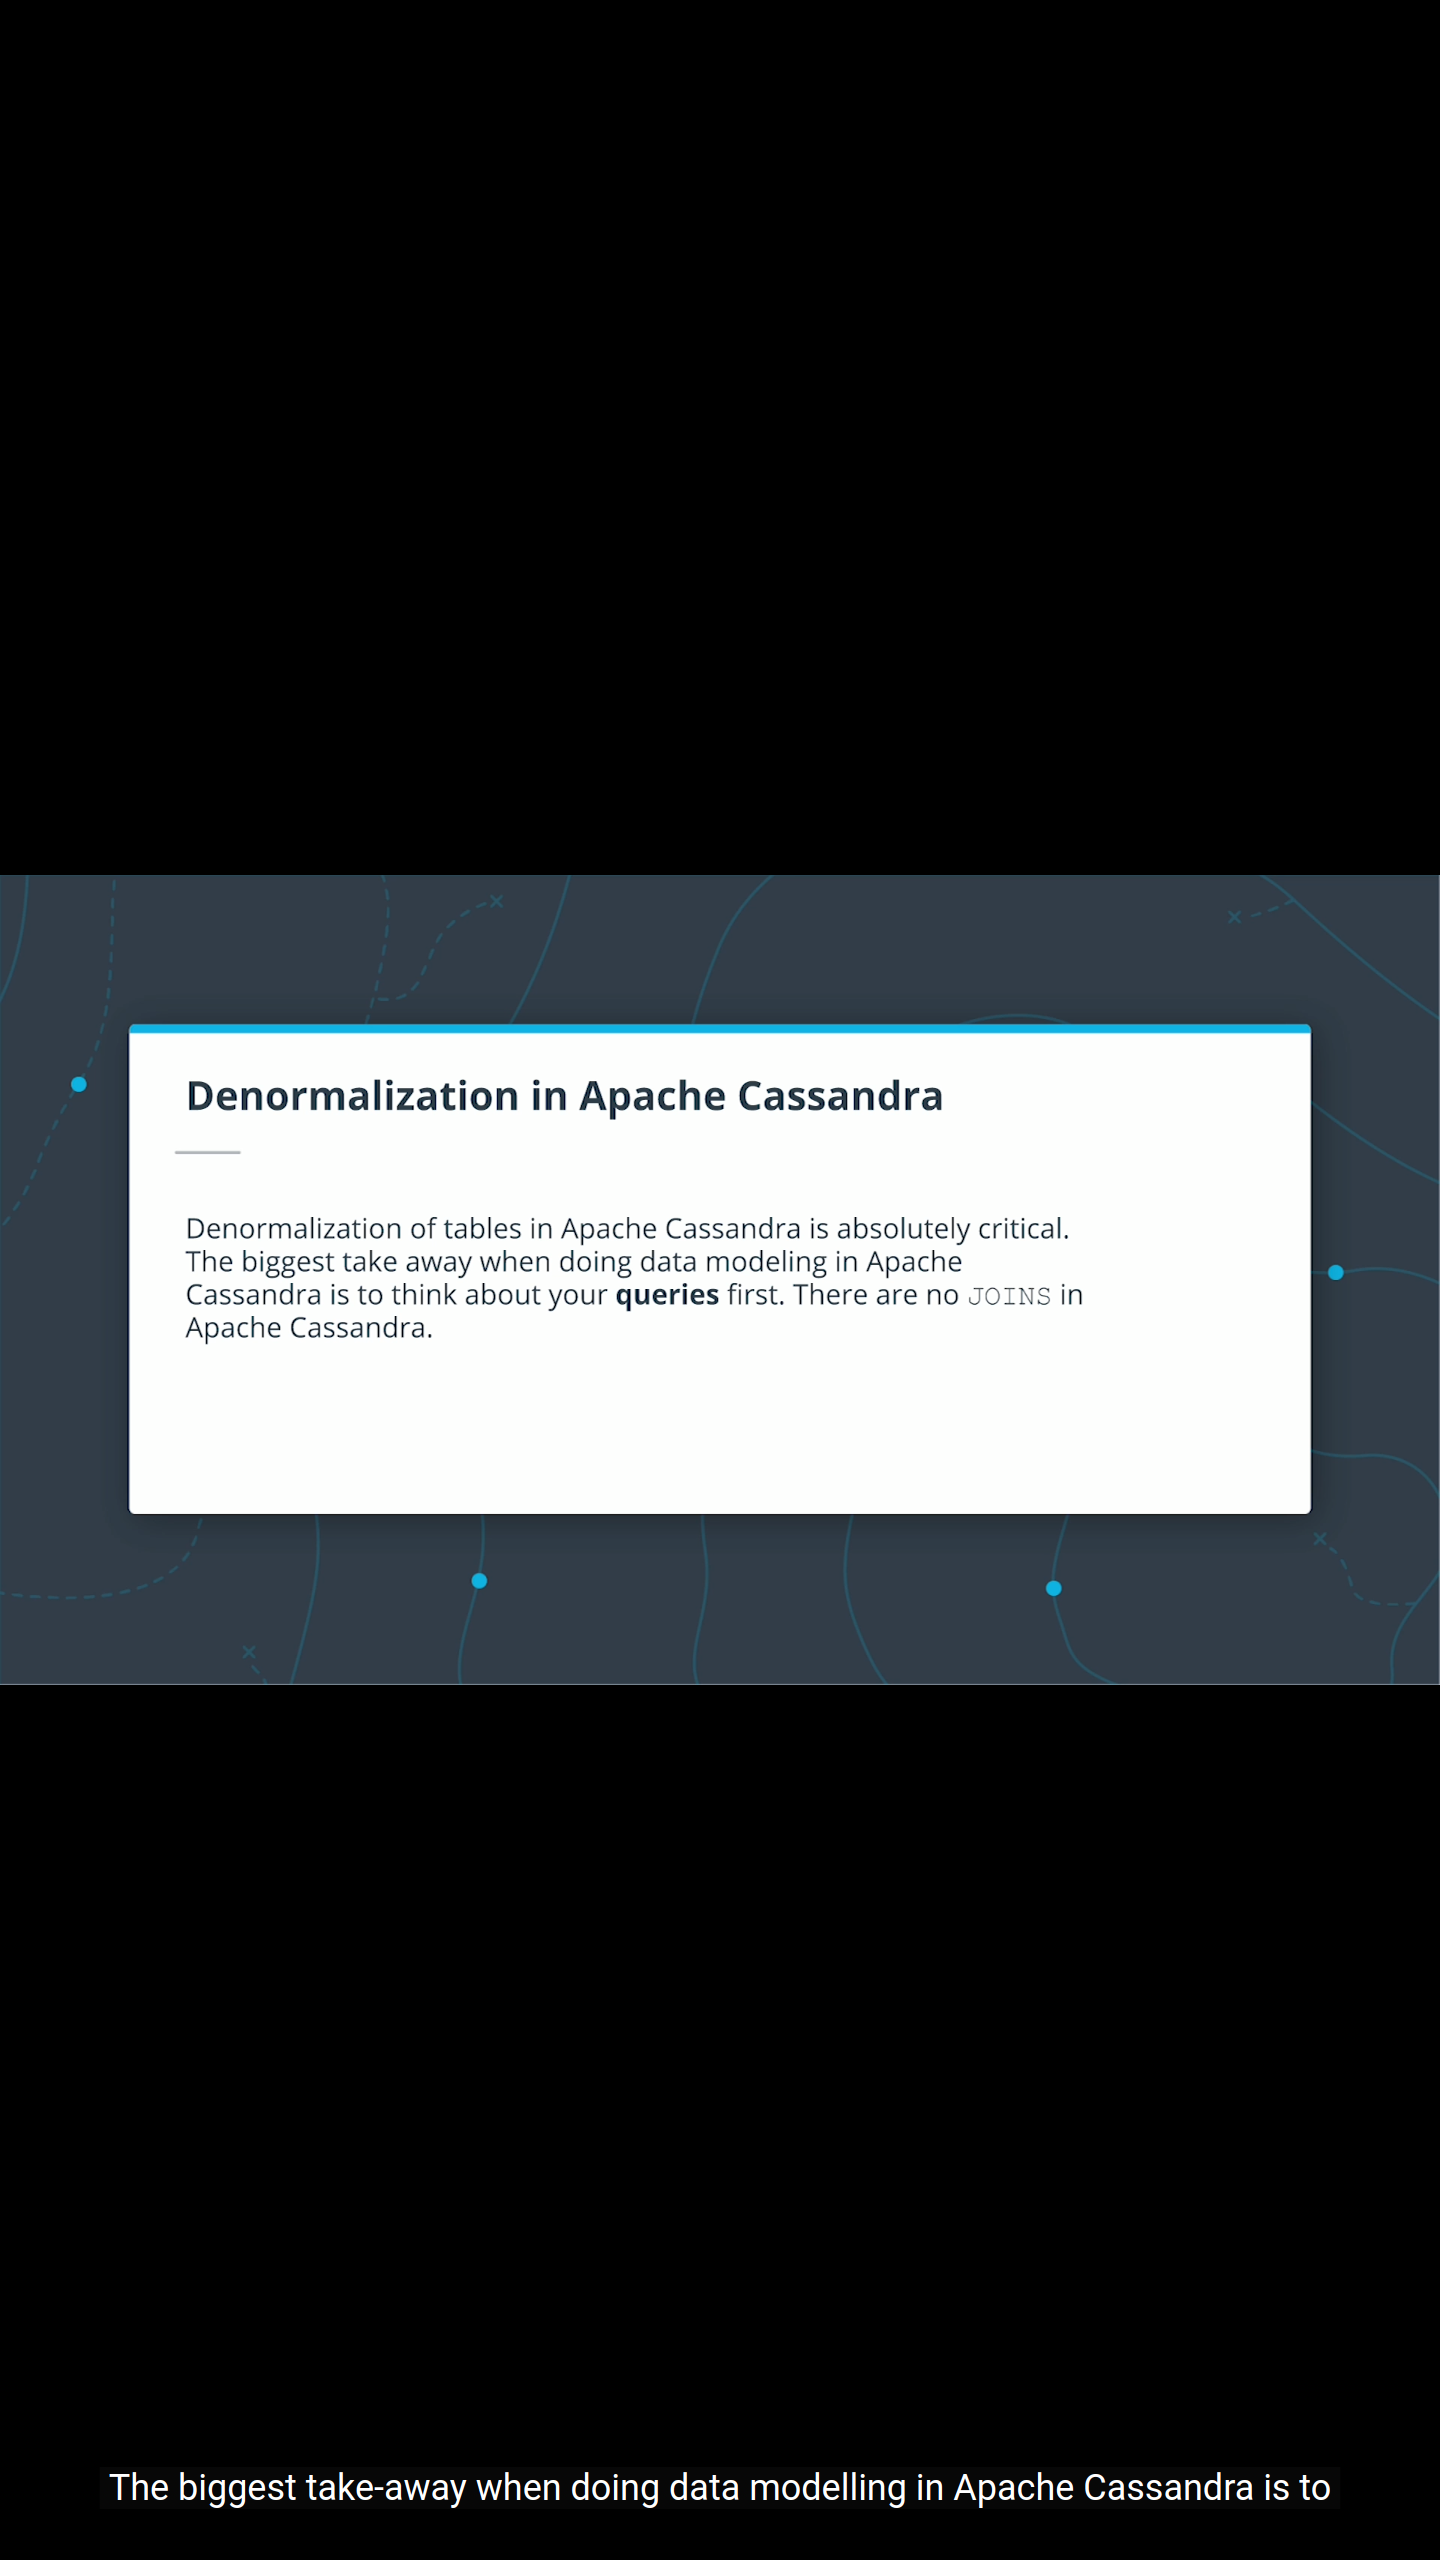 Denormalization in Apache Cassandra
Denormalization of tables in Apache Cassandra is absolutely critical.
The biggest take away when doing data modeling in Apache
Cassandra is to think about your queries first. There are no JOINS in
Apache Cassandra.
The biggest take-away when doing data modelling in Apache Cassandra is to